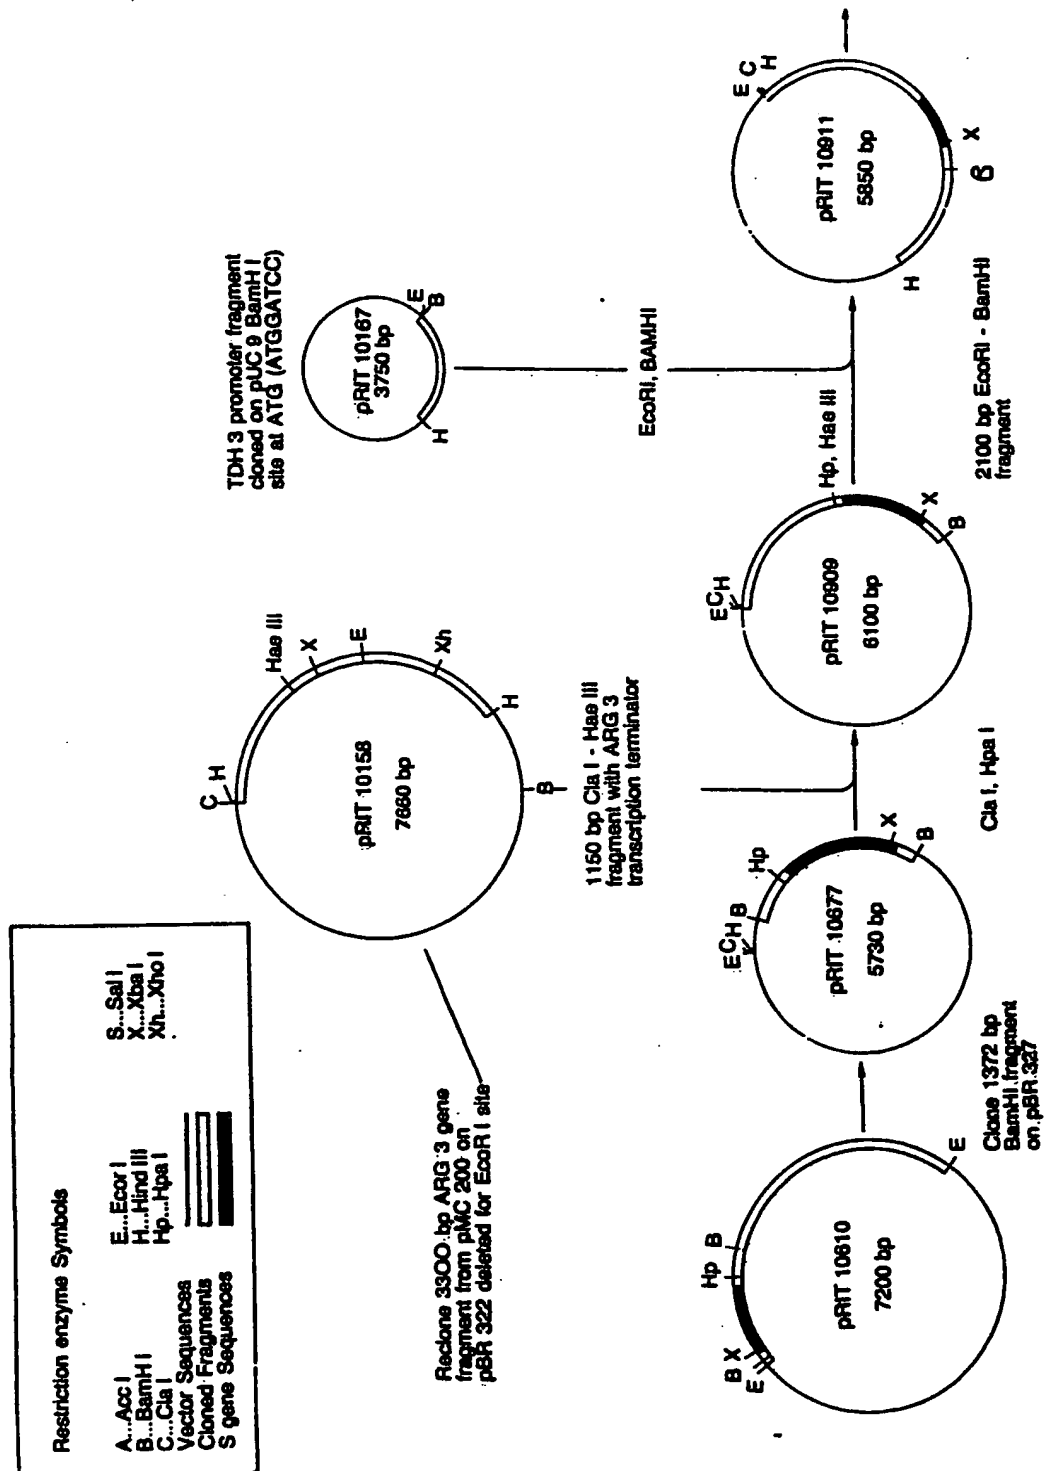 Restriction enzyme Symbols
A...Acc I
B...BamH I
C...Cla I
E...Ecor I
H...Hind III
Hp...Hpa I
S...Sal I
X...Xba I
Xh...Xho I
Vector Sequences
Cloned Fragments
S gene Sequences
Reclone 3300 bp ARG 3 gene
fragment from pMC 200 on
pBR 322 deleted for EcoR I site
C H
Hae III
X
E
Xh
H
B
pRIT 10158
7660 bp
TDH 3 promoter fragment
cloned on pUC 9 BamH I
site at ATG (ATGGATCC)
pRIT 10167
3750 bp
H
E
B
1150 bp Cla I - Hae III
fragment with ARG 3
transcription terminator
EcoRI, BAMHI
E
B X
Hp B
E
pRIT 10610
7200 bp
Clone 1372 bp
BamHI fragment
on pBR 327
E C H B
Hp
X
B
pRIT 10677
5730 bp
Cla I, Hpa I
E C H
Hp, Hae III
X
B
pRIT 10909
6100 bp
2100 bp EcoRI - BamHI
fragment
E C H
X
B
H
pRIT 10911
5850 bp